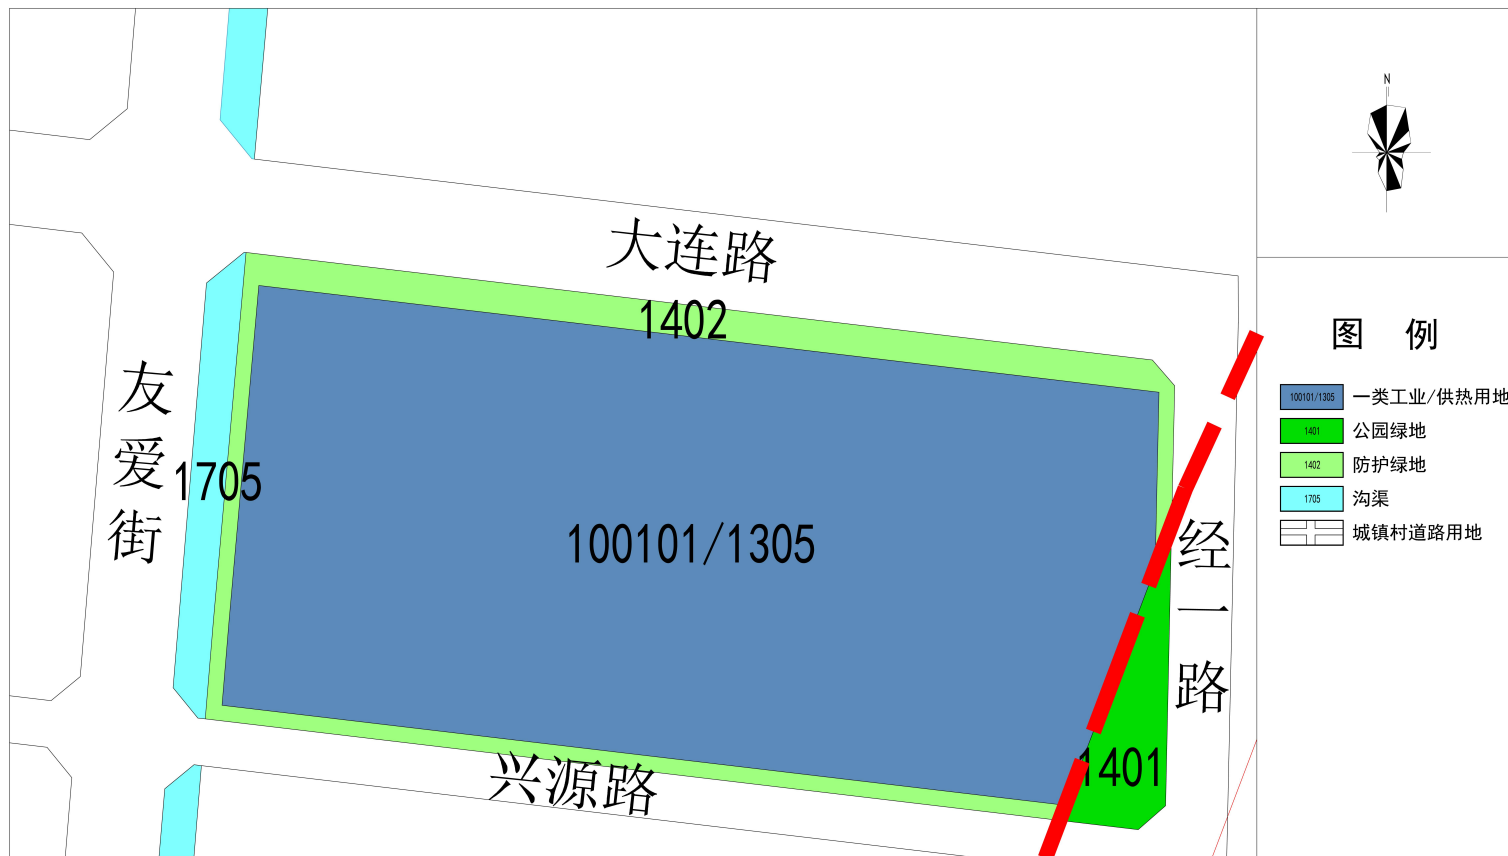 N
大连路
1402
友爱街
1705
100101/1305
经一路
1401
兴源路
图 例
100101/1305 一类工业/供热用地
1401 公园绿地
1402 防护绿地
1705 沟渠
城镇村道路用地